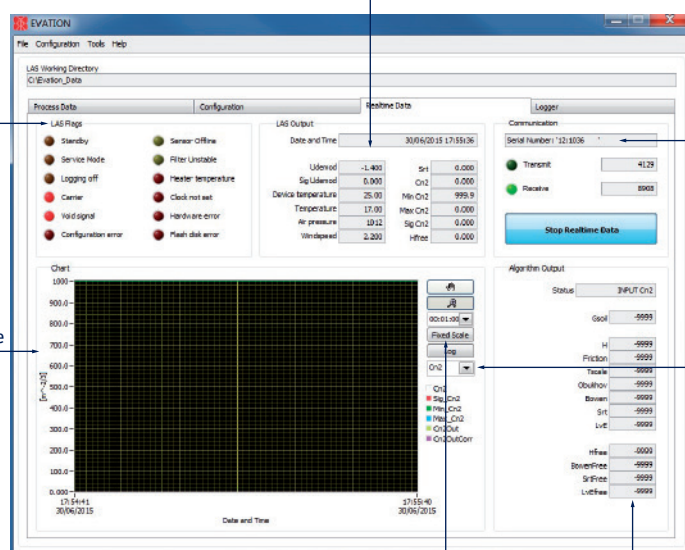 EVATION
File Configuration Tools Help
LAS Working Directory
C:\Evation_Data
Process Data Configuration Realtime Data Logger
LAS Flags
Standby Sensor Offline
Service Mode Filter Unstable
Logging off Heater temperature
Carrier Clock not set
Void signal Hardware error
Configuration error Flash disk error
LAS Output
Date and Time 30/06/2015 17:55:36
Udemod -1.400 Srt 0.000
Sig Udemod 0.000 Cn2 0.000
Device temperature 25.00 Min Cn2 999.9
Temperature 17.00 Max Cn2 0.000
Air pressure 1012 Sig Cn2 0.000
Windspeed 2.200 Hfree 0.000
Communication
Serial Number: '12:1036 '
Transmit 4129
Receive 8908
Stop Realtime Data
e
Chart
1000-
900.0-
800.0-
700.0-
600.0-
500.0-
400.0-
300.0-
200.0-
100.0-
0.000-
[m^-2/3]
17:54:41
30/06/2015
17:55:40
30/06/2015
Date and Time
00:01:00
Fixed Scale
Log
Cn2
Cn2
Sig_Cn2
Min_Cn2
Max_Cn2
Cn2Out
Cn2OutCorr
Algorithm Output
Status INPUT Cn2
Gsoil -9999
H -9999
Friction -9999
Tscale -9999
Obukhov -9999
Bowen -9999
Srt -9999
LvE -9999
Hfree -9999
BowenFree -9999
SrtFree -9999
LvEfree -9999